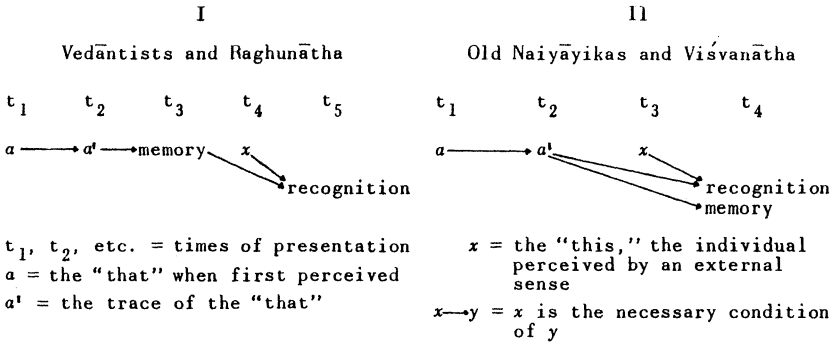 I
Vedāntists and Raghunātha
t1 t2 t3 t4 t5
a a' memory x
recognition
t1, t2, etc. = times of presentation
a = the “that” when first perceived
a' = the trace of the “that”
II
Old Naiyāyikas and Viśvanātha
t1 t2 t3 t4
a a' x
recognition
memory
x = the “this,” the individual
perceived by an external
sense
x→y = x is the necessary condition
of y